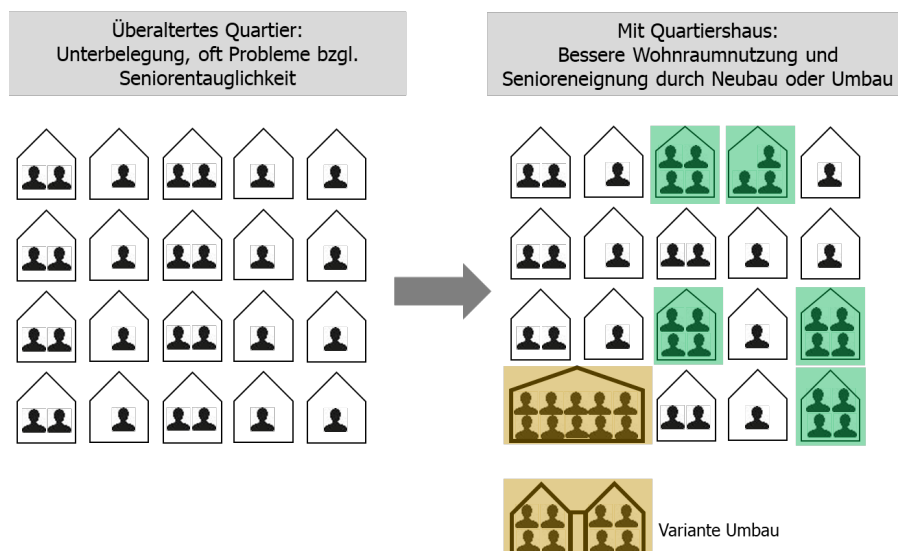 Überaltertes Quartier:
Unterbelegung, oft Probleme bzgl.
Seniorentauglichkeit
Mit Quartiershaus:
Bessere Wohnraumnutzung und
Senioreneignung durch Neubau oder Umbau
Variante Umbau